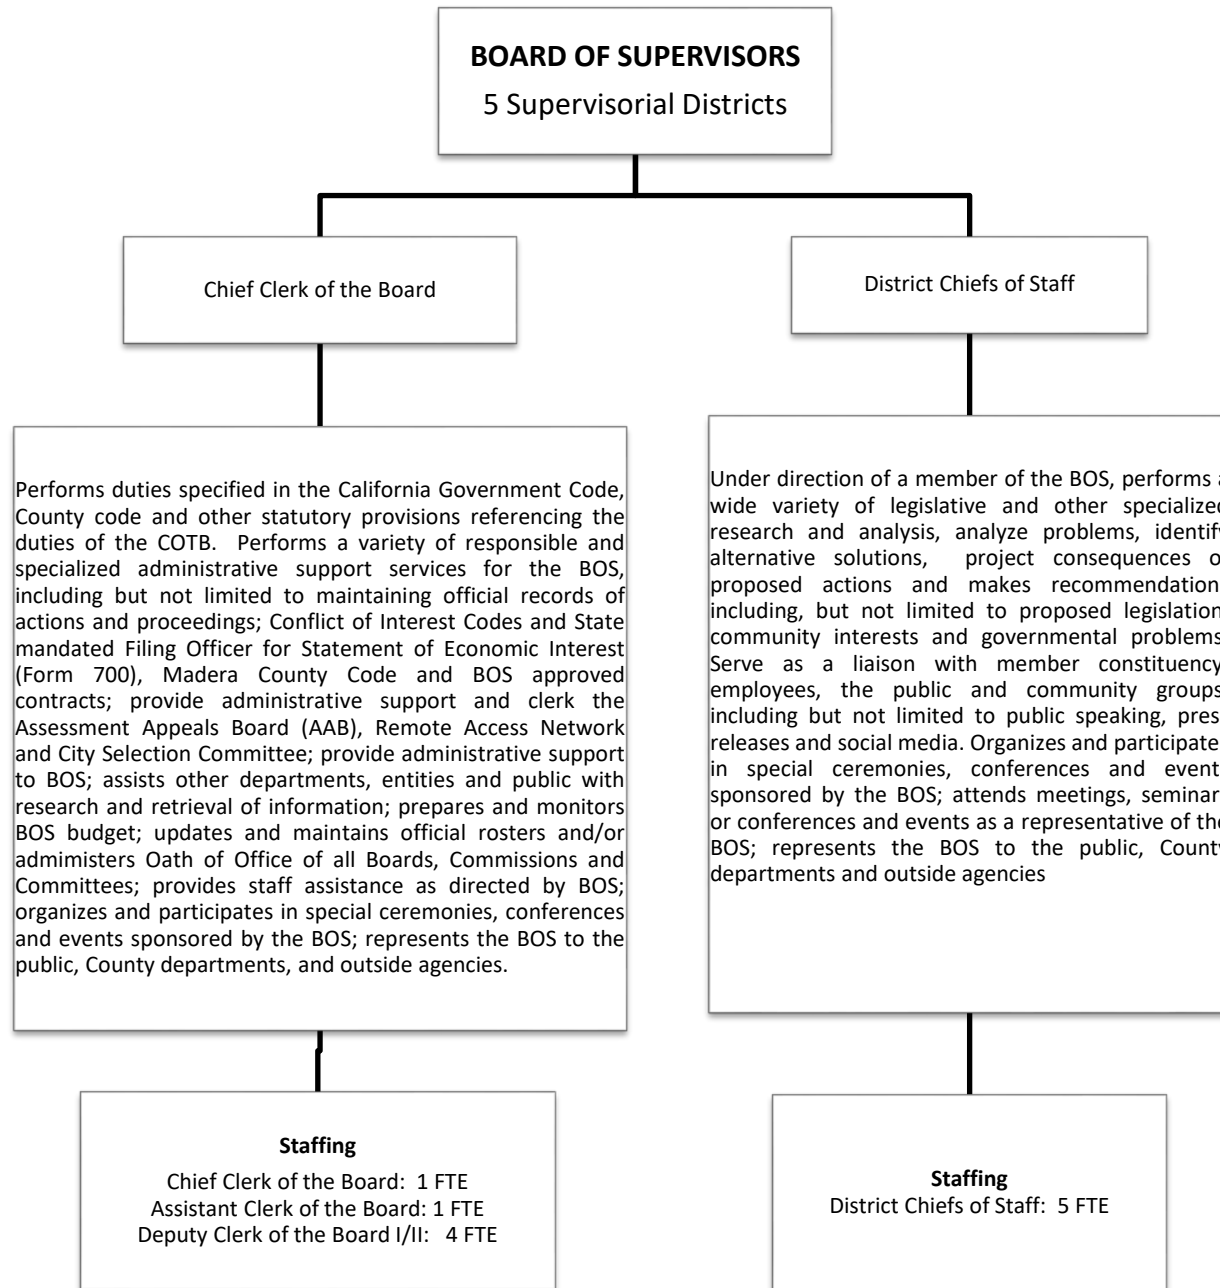 BOARD OF SUPERVISORS
5 Supervisorial Districts
Chief Clerk of the Board
District Chiefs of Staff
Performs duties specified in the California Government Code,
County code and other statutory provisions referencing the
duties of the COTB. Performs a variety of responsible and
specialized administrative support services for the BOS,
including but not limited to maintaining official records of
actions and proceedings; Conflict of Interest Codes and State
mandated Filing Officer for Statement of Economic Interest
(Form 700), Madera County Code and BOS approved
contracts; provide administrative support and clerk the
Assessment Appeals Board (AAB), Remote Access Network
and City Selection Committee; provide administrative support
to BOS; assists other departments, entities and public with
research and retrieval of information; prepares and monitors
BOS budget; updates and maintains official rosters and/or
admimisters Oath of Office of all Boards, Commissions and
Committees; provides staff assistance as directed by BOS;
organizes and participates in special ceremonies, conferences
and events sponsored by the BOS; represents the BOS to the
public, County departments, and outside agencies.
Under direction of a member of the BOS, performs
wide variety of legislative and other
research and analysis, analyze problems,
alternative solutions, project consequences
proposed actions and makes
including, but not limited to proposed
community interests and governmental
Serve as a liaison with member
employees, the public and community
including but not limited to public speaking,
releases and social media. Organizes and
in special ceremonies, conferences and
sponsored by the BOS; attends meetings,
or conferences and events as a representative of the
BOS; represents the BOS to the public,
departments and outside agencies
Staffing
Chief Clerk of the Board: 1 FTE
Assistant Clerk of the Board: 1 FTE
Deputy Clerk of the Board I/II: 4 FTE
Staffing
District Chiefs of Staff: 5 FTE